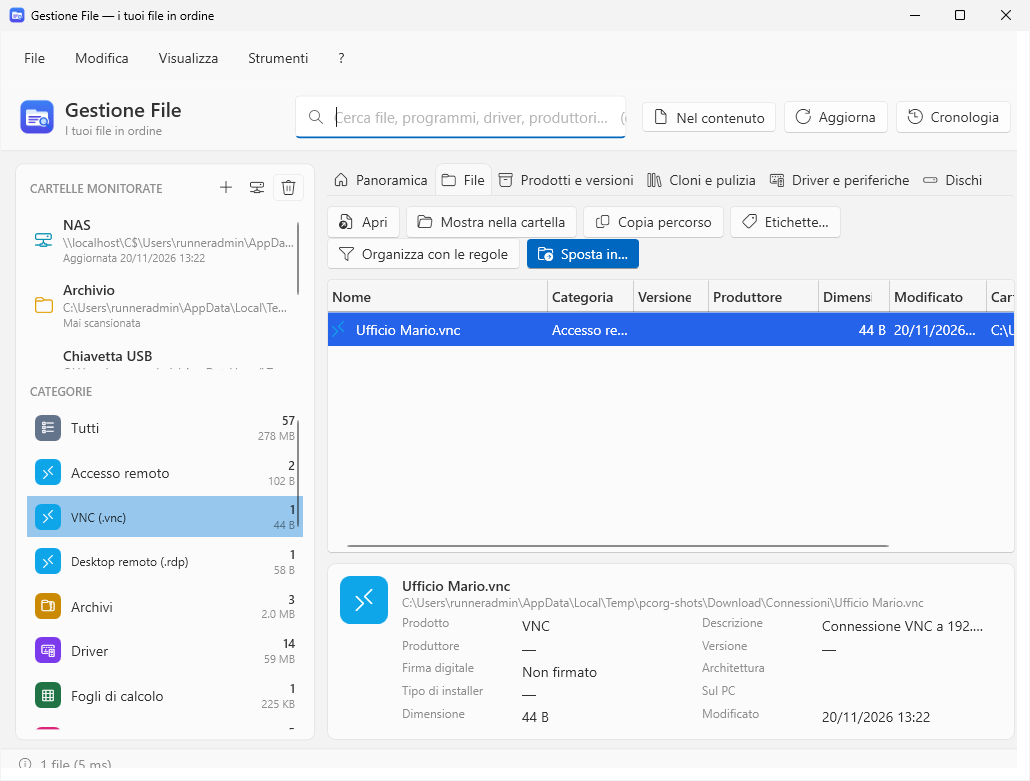 Gestione File — i tuoi file in ordine
File Modifica Visualizza Strumenti ?
Gestione File
I tuoi file in ordine
Cerca file, programmi, driver, produttori...
Nel contenuto
Aggiorna
Cronologia
CARTELLE MONITORATE
NAS
\\localhost\C$\Users\runneradmin\AppDa...
Aggiornata 20/11/2026 13:22
Archivio
C:\Users\runneradmin\AppData\Local\Te...
Mai scansionata
Chiavetta USB
CATEGORIE
Tutti 57
278 MB
Accesso remoto 2
102 B
VNC (.vnc) 1
44 B
Desktop remoto (.rdp) 1
58 B
Archivi 3
2.0 MB
Driver 14
59 MB
Fogli di calcolo 1
225 KB
Panoramica File Prodotti e versioni Cloni e pulizia Driver e periferiche Dischi
Apri Mostra nella cartella Copia percorso Etichette...
Organizza con le regole Sposta in...
Nome Categoria Versione Produttore Dimensi Modificato Car
Ufficio Mario.vnc Accesso re... 44 B 20/11/2026... C:\U
Ufficio Mario.vnc
C:\Users\runneradmin\AppData\Local\Temp\pcorg-shots\Download\Connessioni\Ufficio Mario.vnc
Prodotto VNC Descrizione Connessione VNC a 192....
Produttore — Versione —
Firma digitale Non firmato Architettura
Tipo di installer — Sul PC
Dimensione 44 B Modificato 20/11/2026 13:22
1 file (5 ms)